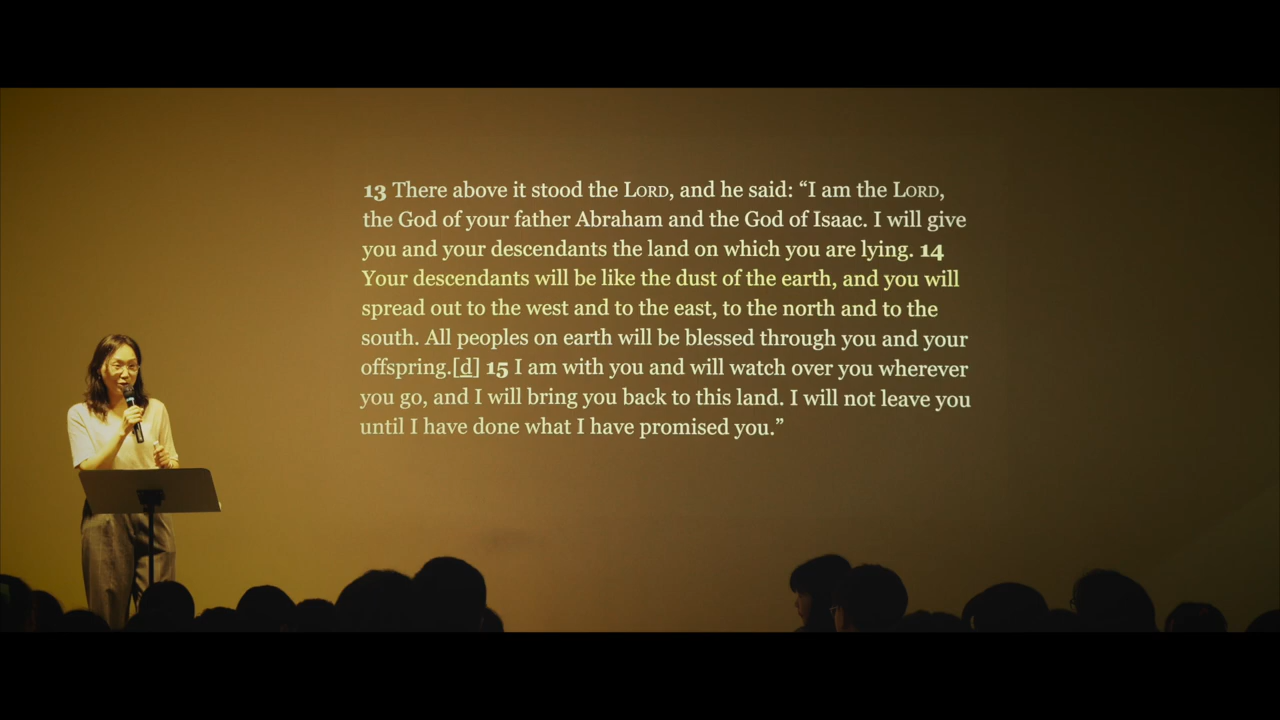 13 There above it stood the LORD, and he said: “I am the LORD,
the God of your father Abraham and the God of Isaac. I will give
you and your descendants the land on which you are lying. 14
Your descendants will be like the dust of the earth, and you will
spread out to the west and to the east, to the north and to the
south. All peoples on earth will be blessed through you and your
offspring.[d] 15 I am with you and will watch over you wherever
you go, and I will bring you back to this land. I will not leave you
until I have done what I have promised you.”